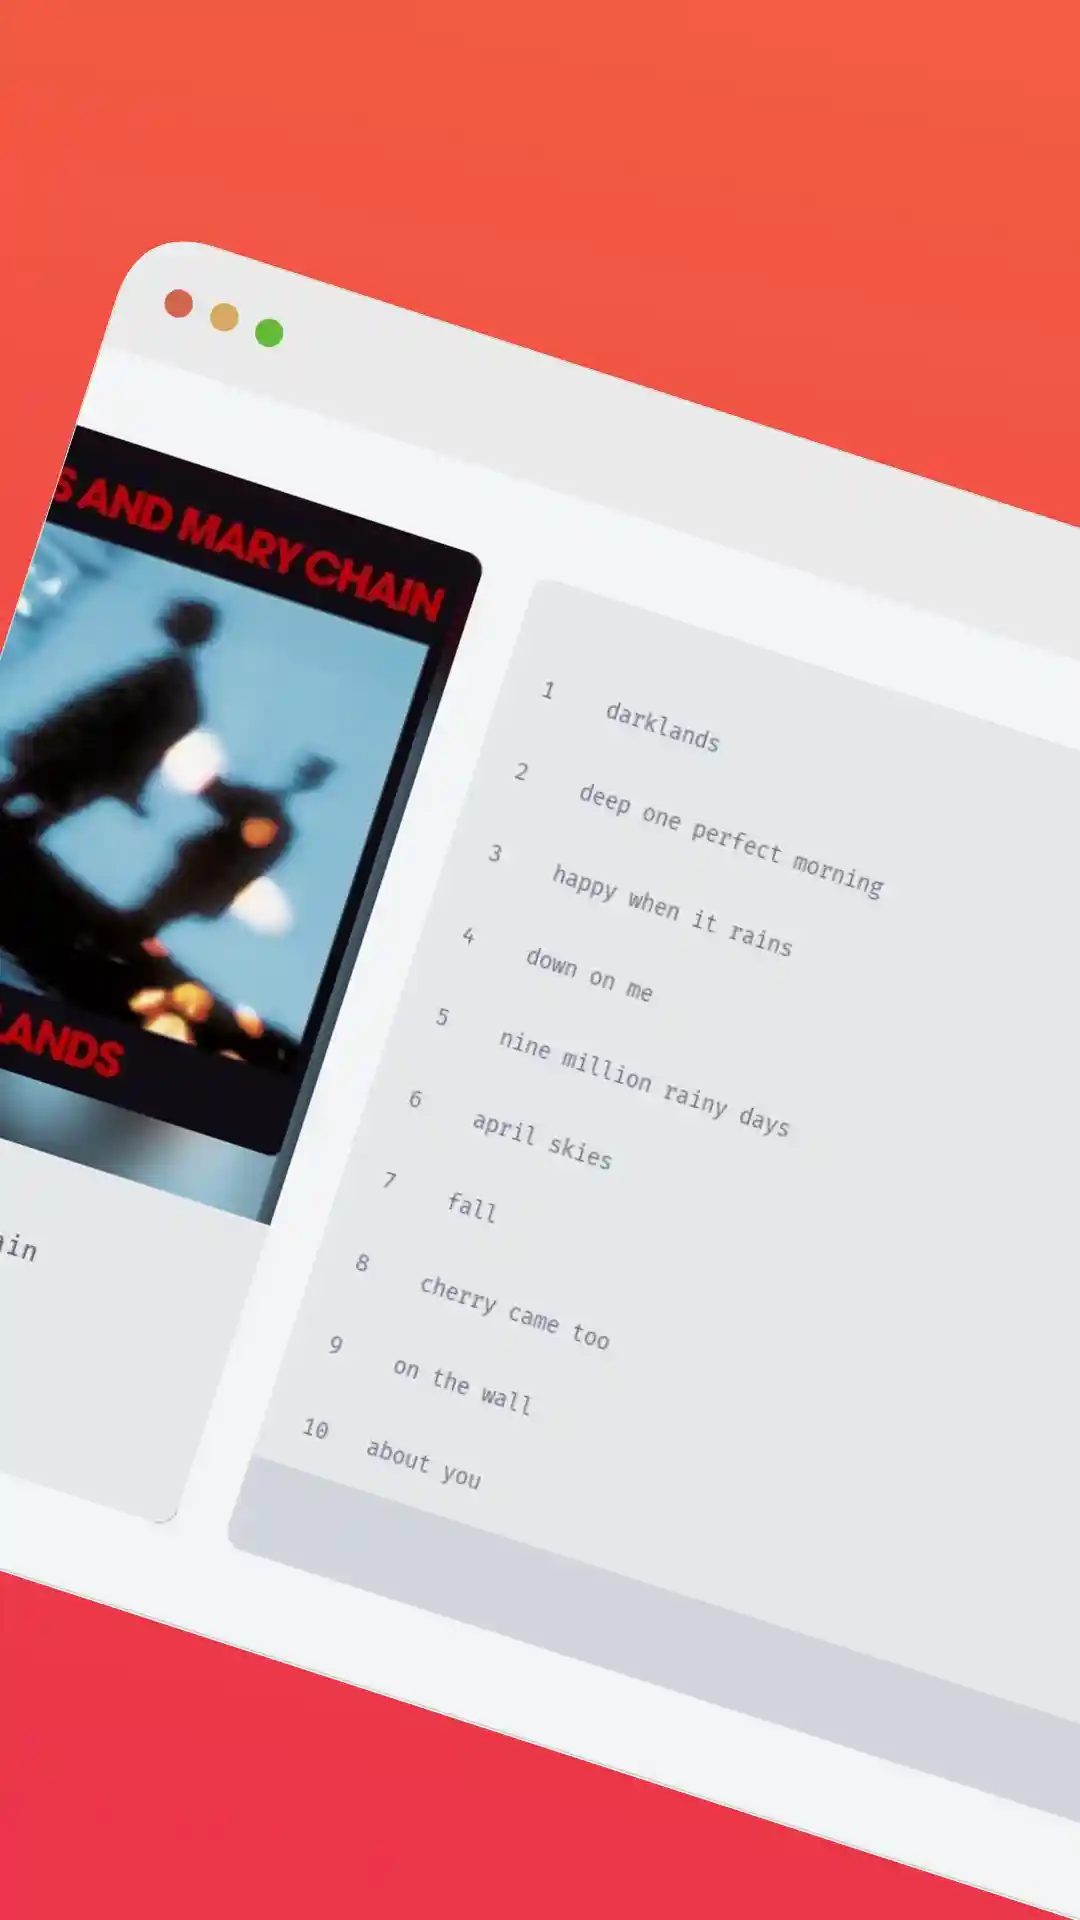 S AND MARY CHAIN
LANDS
ain
1 darklands
2 deep one perfect morning
3 happy when it rains
4 down on me
5 nine million rainy days
6 april skies
7 fall
8 cherry came too
9 on the wall
10 about you